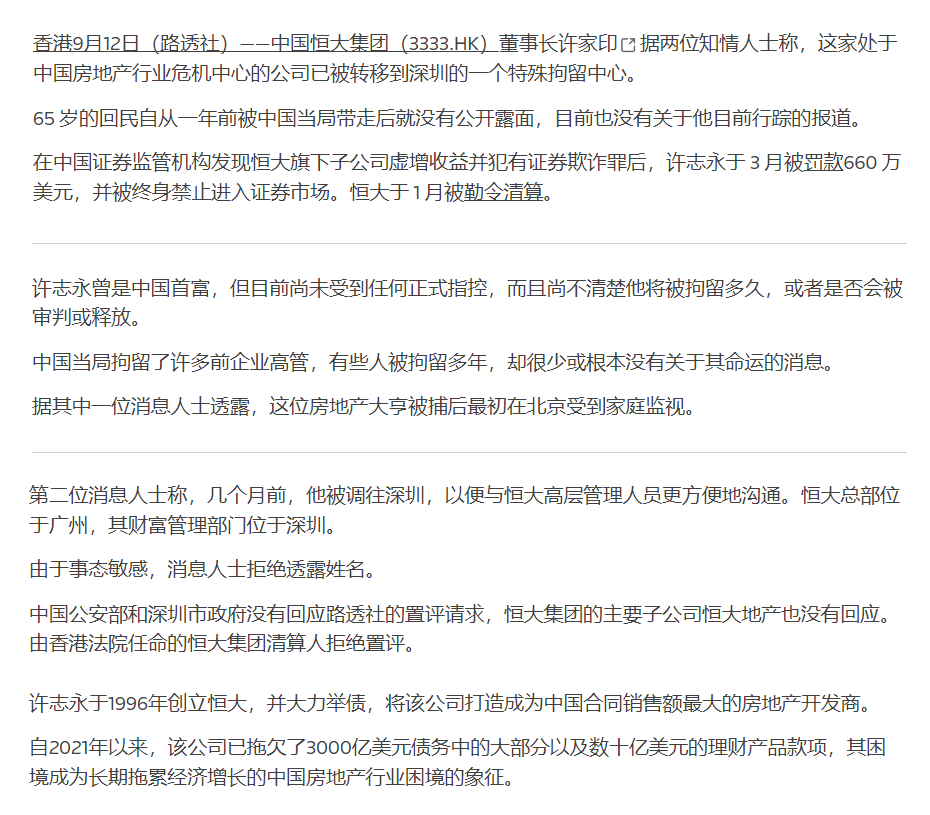 香港9月12日（路透社）——中国恒大集团（3333.HK）董事长许家印 据两位知情人士称，这家处于
中国房地产行业危机中心的公司已被转移到深圳的一个特殊拘留中心。
65 岁的回民自从一年前被中国当局带走后就没有公开露面，目前也没有关于他目前行踪的报道。
在中国证券监管机构发现恒大旗下子公司虚增收益并犯有证券欺诈罪后，许志永于 3 月被罚款660 万
美元，并被终身禁止进入证券市场。恒大于 1 月被勒令清算。
许志永曾是中国首富，但目前尚未受到任何正式指控，而且尚不清楚他将被拘留多久，或者是否会被
审判或释放。
中国当局拘留了许多前企业高管，有些人被拘留多年，却很少或根本没有关于其命运的消息。
据其中一位消息人士透露，这位房地产大亨被捕后最初在北京受到家庭监视。
第二位消息人士称，几个月前，他被调往深圳，以便与恒大高层管理人员更方便地沟通。恒大总部位
于广州，其财富管理部门位于深圳。
由于事态敏感，消息人士拒绝透露姓名。
中国公安部和深圳市政府没有回应路透社的置评请求，恒大集团的主要子公司恒大地产也没有回应。
由香港法院任命的恒大集团清算人拒绝置评。
许志永于1996年创立恒大，并大力举债，将该公司打造成为中国合同销售额最大的房地产开发商。
自2021年以来，该公司已拖欠了3000亿美元债务中的大部分以及数十亿美元的理财产品款项，其困
境成为长期拖累经济增长的中国房地产行业困境的象征。